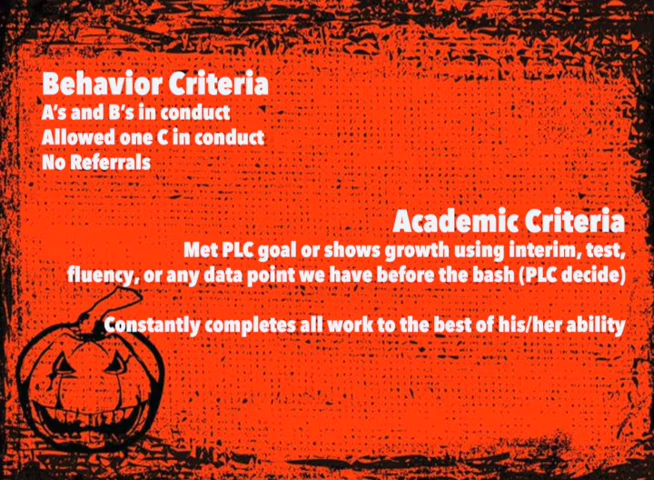 Behavior Criteria
A's and B's in conduct
Allowed one C in conduct
No Referrals
Academic Criteria
Met PLC goal or shows growth using interim, test,
fluency, or any data point we have before the bash (PLC decide)
Constantly completes all work to the best of his/her ability